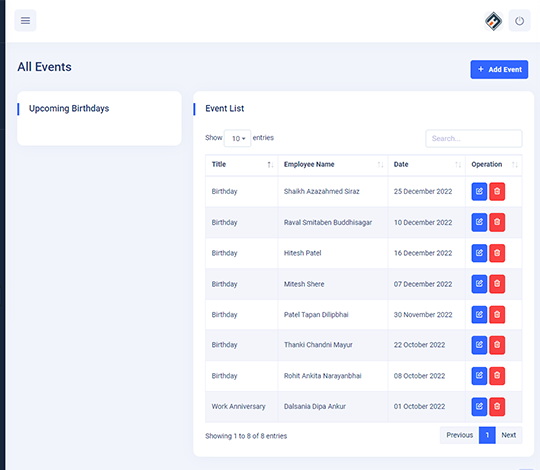 All Events
+ Add Event
Upcoming Birthdays
Event List
Show 10 entries
Search...
Title Employee Name Date Operation
Birthday Shaikh Azazahmed Siraz 25 December 2022
Birthday Raval Smitaben Buddhisagar 10 December 2022
Birthday Hitesh Patel 16 December 2022
Birthday Mitesh Shere 07 December 2022
Birthday Patel Tapan Dilipbhai 30 November 2022
Birthday Thanki Chandni Mayur 22 October 2022
Birthday Rohit Ankita Narayanbhai 08 October 2022
Work Anniversary Dalsania Dipa Ankur 01 October 2022
Showing 1 to 8 of 8 entries
Previous 1 Next